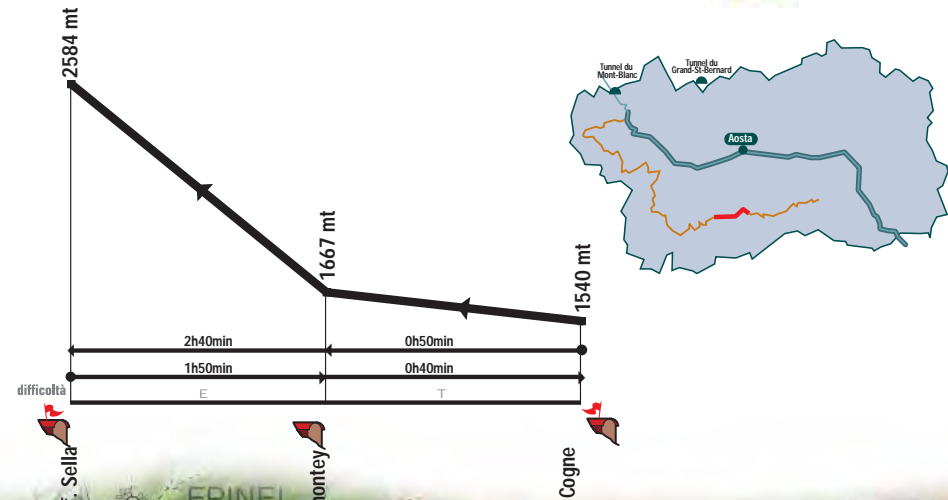 2584 mt
1667 mt
1540 mt
Tunnel du
Mont-Blanc
Tunnel du
Grand-St-Bernard
Aosta
2h40min
0h50min
1h50min
0h40min
difficoltà
E
T
Sella
Cogne
EPINEL